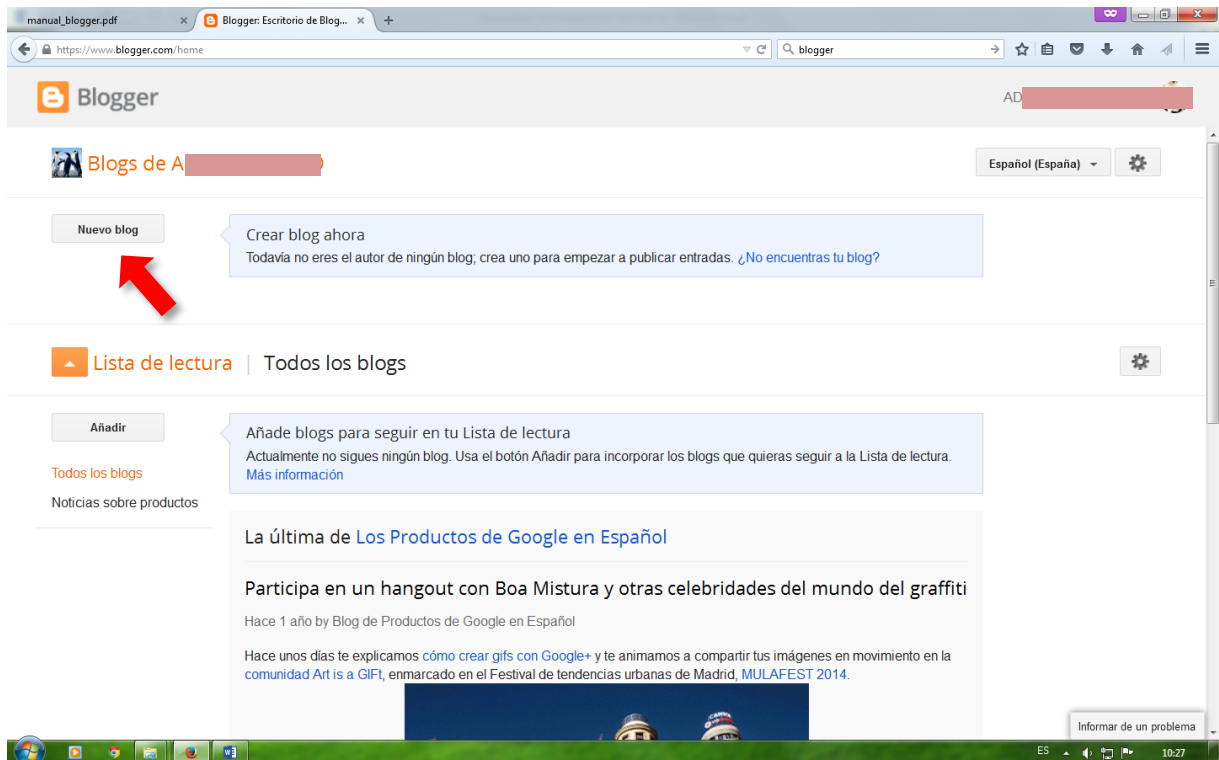 manual_blogger.pdf
Blogger: Escritorio de Blog...
https://www.blogger.com/home
blogger
Blogger
AD
Blogs de A
Español (España)
Nuevo blog
Crear blog ahora
Todavía no eres el autor de ningún blog; crea uno para empezar a publicar entradas. ¿No encuentras tu blog?
Lista de lectura | Todos los blogs
Añadir
Añade blogs para seguir en tu Lista de lectura
Actualmente no sigues ningún blog. Usa el botón Añadir para incorporar los blogs que quieras seguir a la Lista de lectura.
Más información
Todos los blogs
Noticias sobre productos
La última de Los Productos de Google en Español
Participa en un hangout con Boa Mistura y otras celebridades del mundo del graffiti
Hace 1 año by Blog de Productos de Google en Español
Hace unos días te explicamos cómo crear gifs con Google+ y te animamos a compartir tus imágenes en movimiento en la
comunidad Art is a GIFt, enmarcado en el Festival de tendencias urbanas de Madrid, MULAFEST 2014.
Informar de un problema
ES
10:27